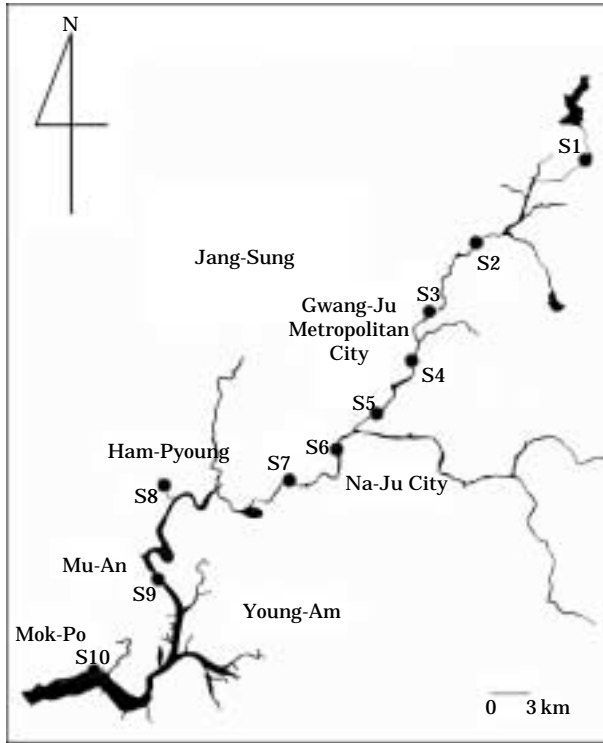 N
S1
S2
Jang-Sung
S3
Gwang-Ju
Metropolitan
City
S4
S5
S6
Ham-Pyoung
S7
Na-Ju City
S8
Mu-An
S9
Young-Am
Mok-Po
S10
0 3 km